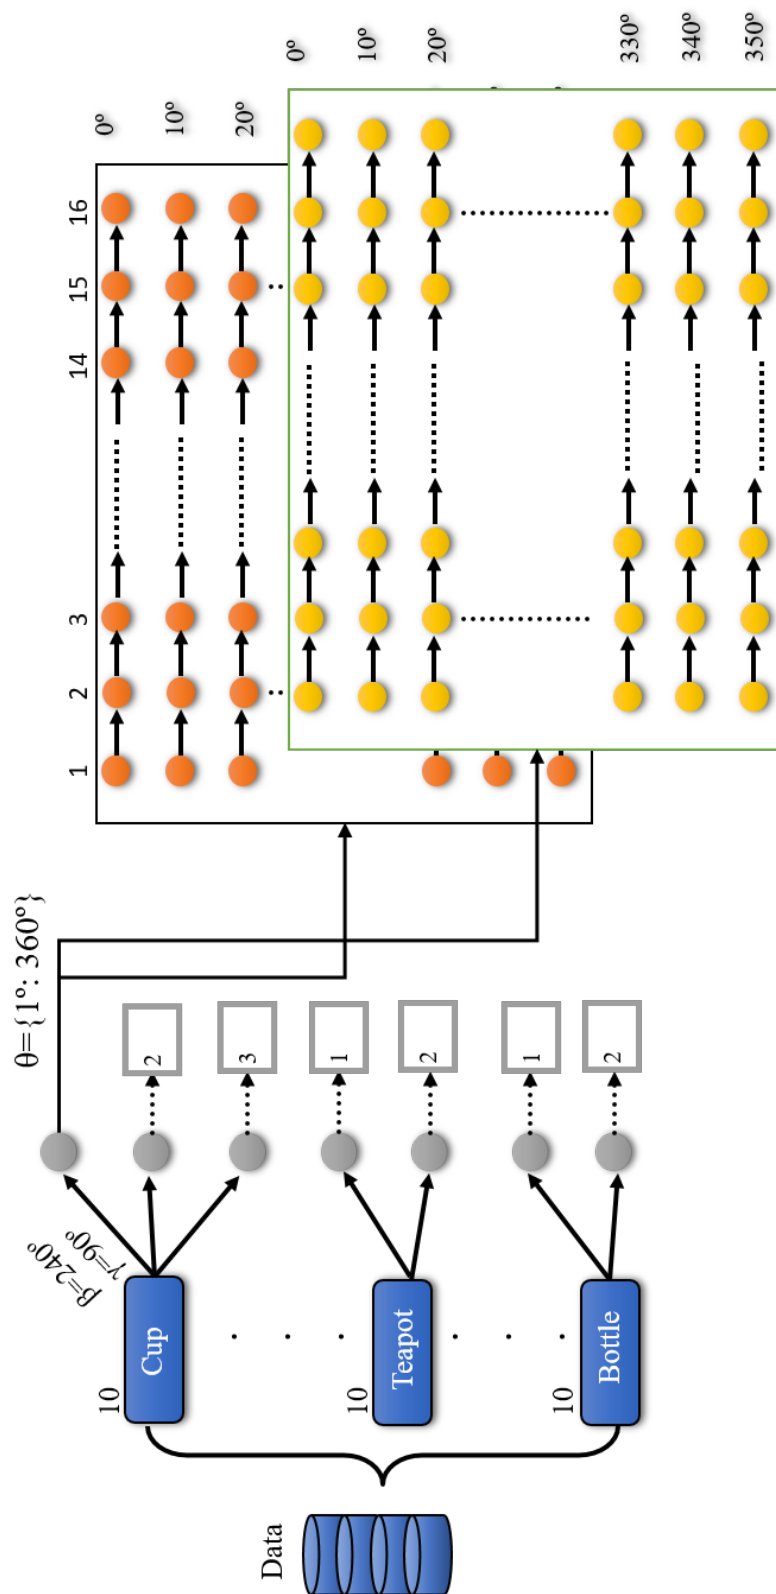 Data
10
Cup
10
Teapot
10
Bottle
β=240º
γ=90º
2
3
1
2
1
2
θ={1º: 360º}
1
2
3
14
15
16
0º
10º
20º
0º
10º
20º
330º
340º
350º